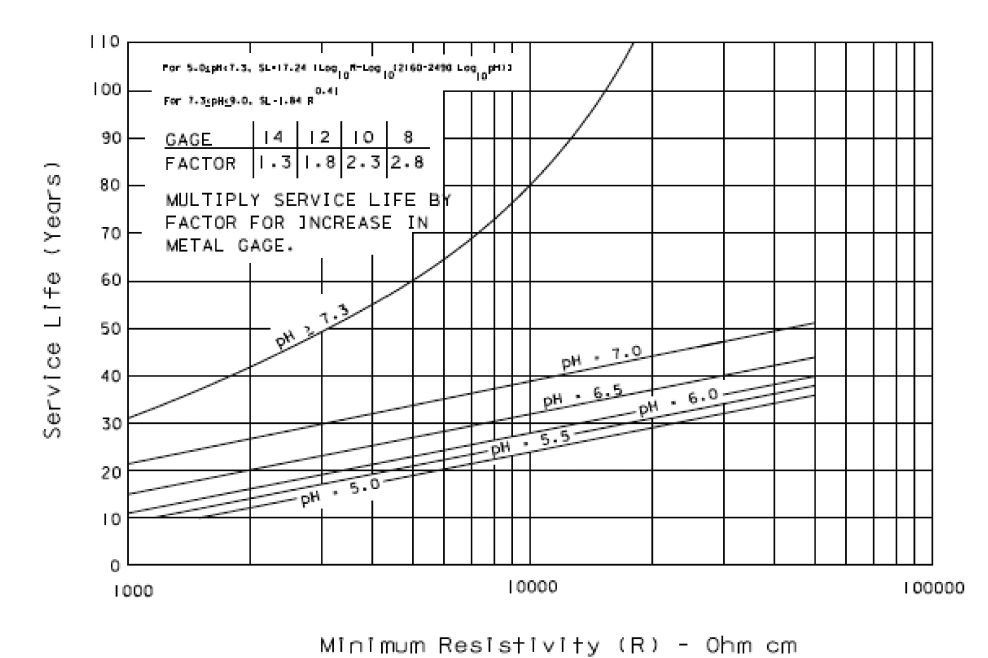 110
For 5.0≤pH<7.3, SL=17.24 [Log10R-Log10(2160-2490 Log10pH)]
100
For 7.3≤pH≤9.0, SL=1.84 R^0.41
90
GAGE 14 12 10 8
FACTOR 1.3 1.8 2.3 2.8
80
MULTIPLY SERVICE LIFE BY
FACTOR FOR INCREASE IN
METAL GAGE.
70
60
50
40
30
20
10
0
Service Life (Years)
pH ≥ 7.3
pH = 7.0
pH = 6.5
pH = 6.0
pH = 5.5
pH = 5.0
1000
10000
100000
Minimum Resistivity (R) - Ohm cm